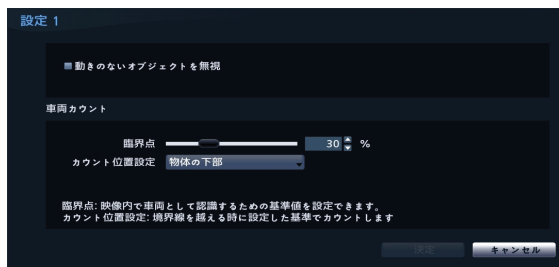 設定 1
動きのないオブジェクトを無視
車両カウント
臨界点 30 %
カウント位置設定 物体の下部
臨界点: 映像内で車両として認識するための基準値を設定できます。
カウント位置設定: 境界線を越える時に設定した基準でカウントします
決定 キャンセル